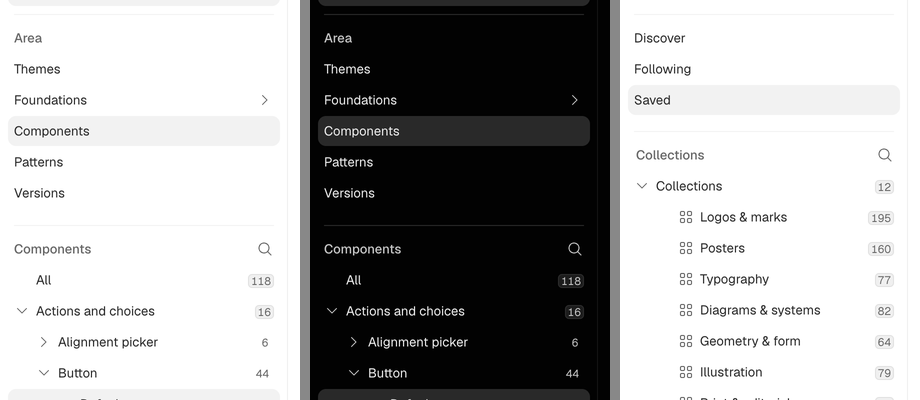 Area
Themes
Foundations
Components
Patterns
Versions
Components
All 118
Actions and choices 16
Alignment picker 6
Button 44
Area
Themes
Foundations
Components
Patterns
Versions
Components
All 118
Actions and choices 16
Alignment picker 6
Button 44
Discover
Following
Saved
Collections
Collections 12
Logos & marks 195
Posters 160
Typography 77
Diagrams & systems 82
Geometry & form 64
Illustration 79